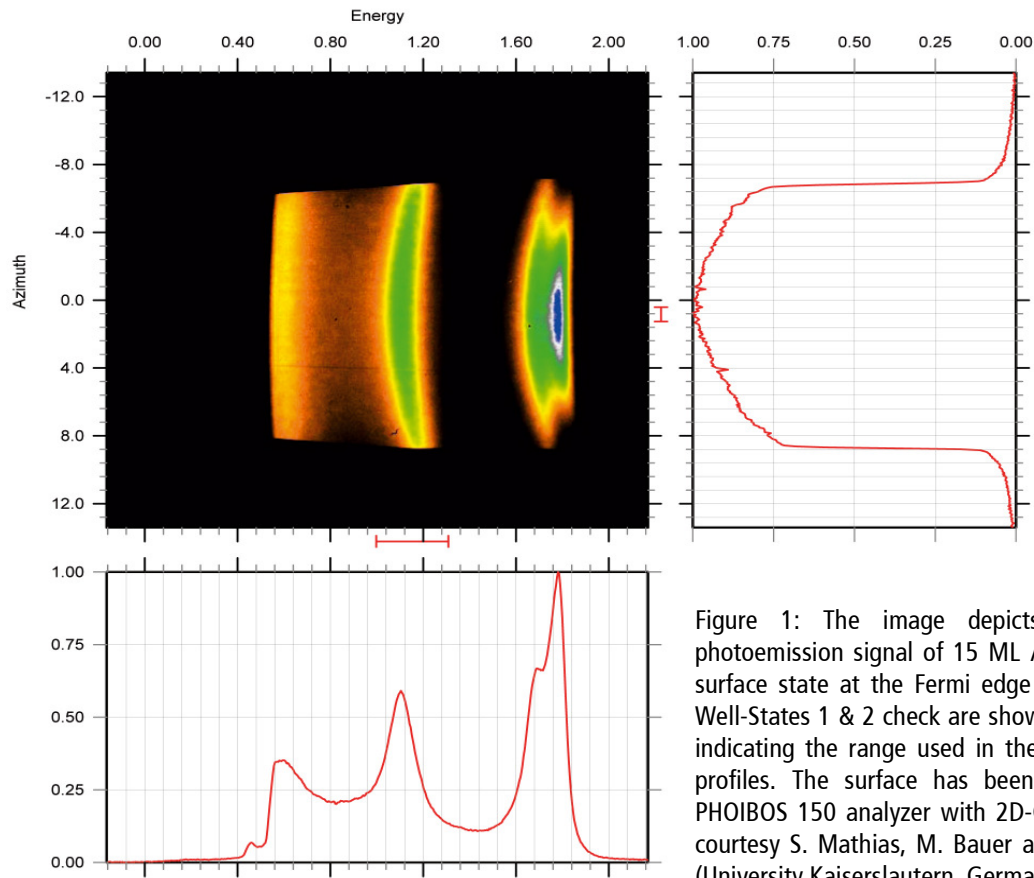 Energy
0.00 0.40 0.80 1.20 1.60 2.00
1.00 0.75 0.50 0.25 0.00
Azimuth
-12.0
-8.0
-4.0
0.0
4.0
8.0
12.0
1.00
0.75
0.50
0.25
0.00
Figure 1: The image depicts
photoemission signal of 15 ML
surface state at the Fermi edge
Well-States 1 & 2 check are show
indicating the range used in the
profiles. The surface has been
PHOIBOS 150 analyzer with
courtesy S. Mathias, M. Bauer a
(University Kaiserslautern, Germa